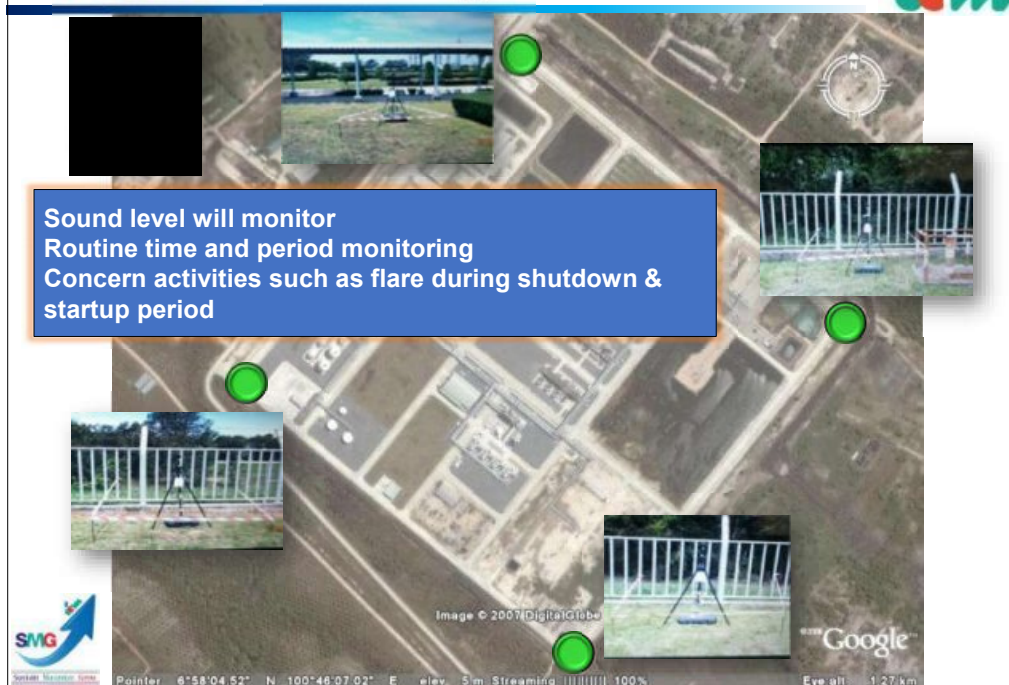 N
Sound level will monitor
Routine time and period monitoring
Concern activities such as flare during shutdown &
startup period
Image © 2007 DigitalGlobe
Google™
SMG
Pointer 6°58'04.52" N 100°46'07.02" E elev. 5 m Streaming ||||||||| 100% Eye alt 1.27 km